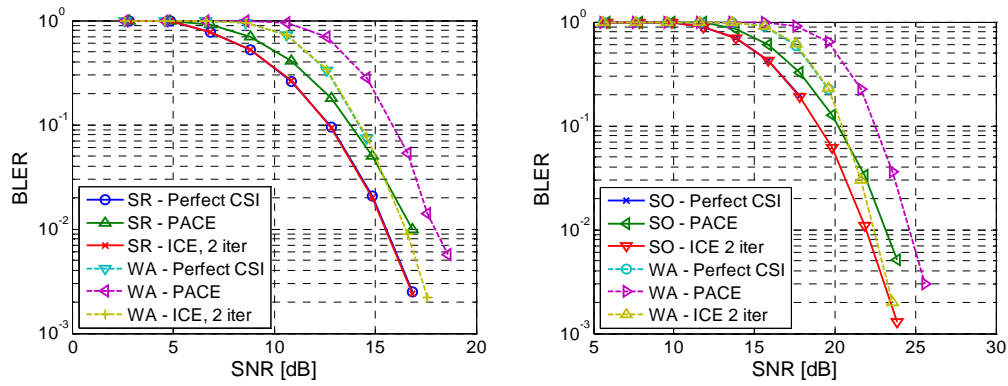 10^0
10^-1
10^-2
10^-3
BLER
0
5
10
15
20
SNR [dB]
SR - Perfect CSI
SR - PACE
SR - ICE, 2 iter
WA - Perfect CSI
WA - PACE
WA - ICE, 2 iter
10^0
10^-1
10^-2
10^-3
BLER
5
10
15
20
25
30
SNR [dB]
SO - Perfect CSI
SO - PACE
SO - ICE 2 iter
WA - Perfect CSI
WA - PACE
WA - ICE 2 iter